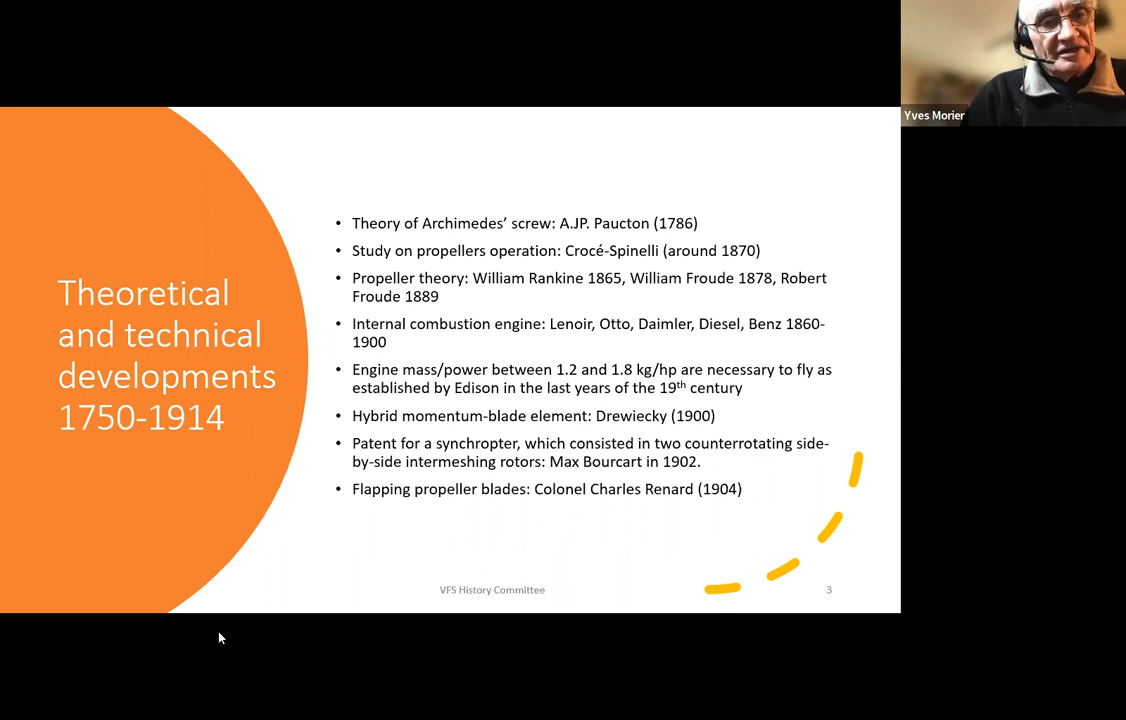 Yves Morier
Theoretical
and technical
developments
1750-1914
• Theory of Archimedes’ screw: A.JP. Paucton (1786)
• Study on propellers operation: Crocé-Spinelli (around 1870)
• Propeller theory: William Rankine 1865, William Froude 1878, Robert
Froude 1889
• Internal combustion engine: Lenoir, Otto, Daimler, Diesel, Benz 1860-
1900
• Engine mass/power between 1.2 and 1.8 kg/hp are necessary to fly as
established by Edison in the last years of the 19th century
• Hybrid momentum-blade element: Drewiecky (1900)
• Patent for a synchropter, which consisted in two counterrotating side-
by-side intermeshing rotors: Max Bourcart in 1902.
• Flapping propeller blades: Colonel Charles Renard (1904)
VFS History Committee
3